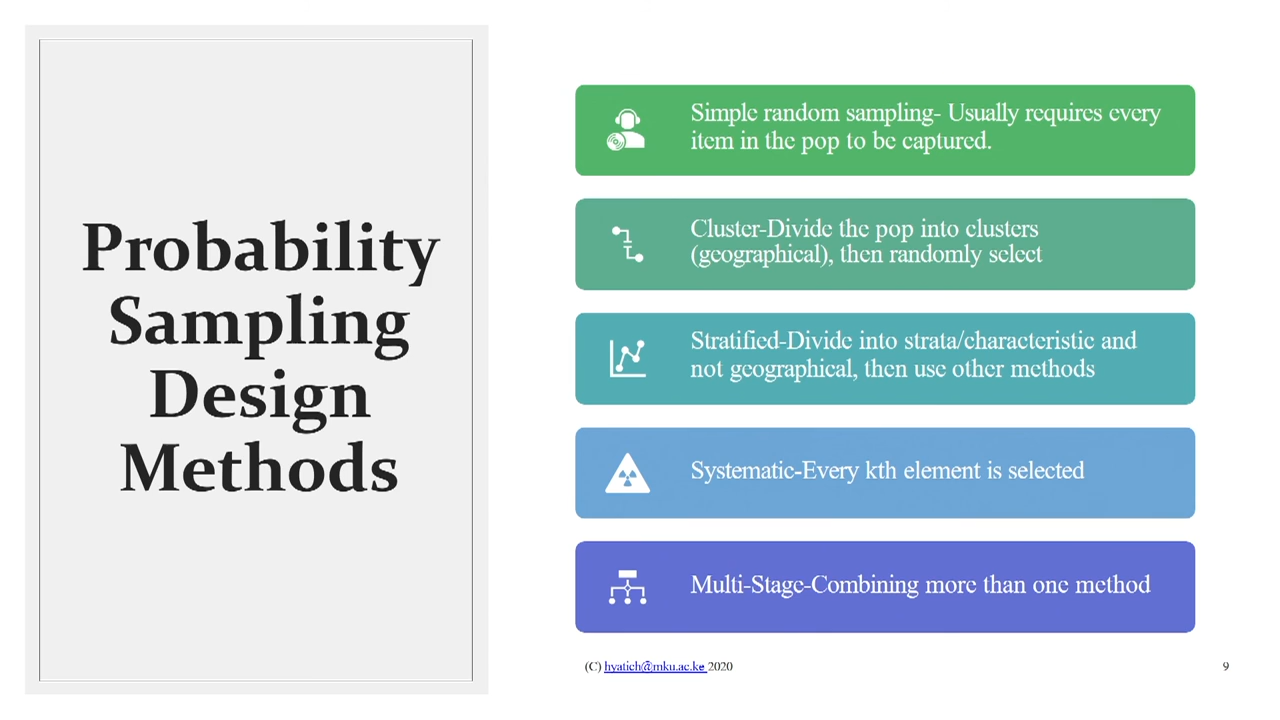 Probability
Sampling
Design
Methods
Simple random sampling- Usually requires every
item in the pop to be captured.
Cluster-Divide the pop into clusters
(geographical), then randomly select
Stratified-Divide into strata/characteristic and
not geographical, then use other methods
Systematic-Every kth element is selected
Multi-Stage-Combining more than one method
(C) hyatich@mku.ac.ke 2020
9